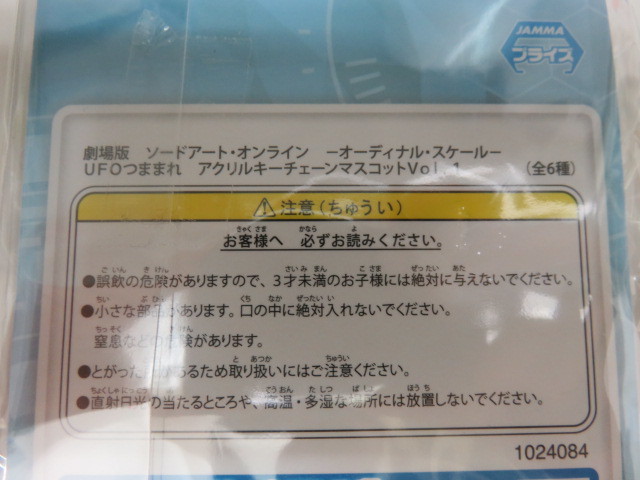 JAMMA
プライズ
劇場版 ソードアート・オンライン －オーディナル・スケール－
UFOつままれ アクリルキーチェーンマスコットVol. 1 （全6種）
注意（ちゅうい）
お客様へ 必ずお読みください。
●誤飲の危険がありますので、3才未満のお子様には絶対に与えないでください。
●小さな部品があります。口の中に絶対入れないでください。
窒息などの危険があります。
●とがった があるため取り扱いにはご注意ください。
●直射日光の当たるところや、高温・多湿な場所には放置しないでください。
1024084